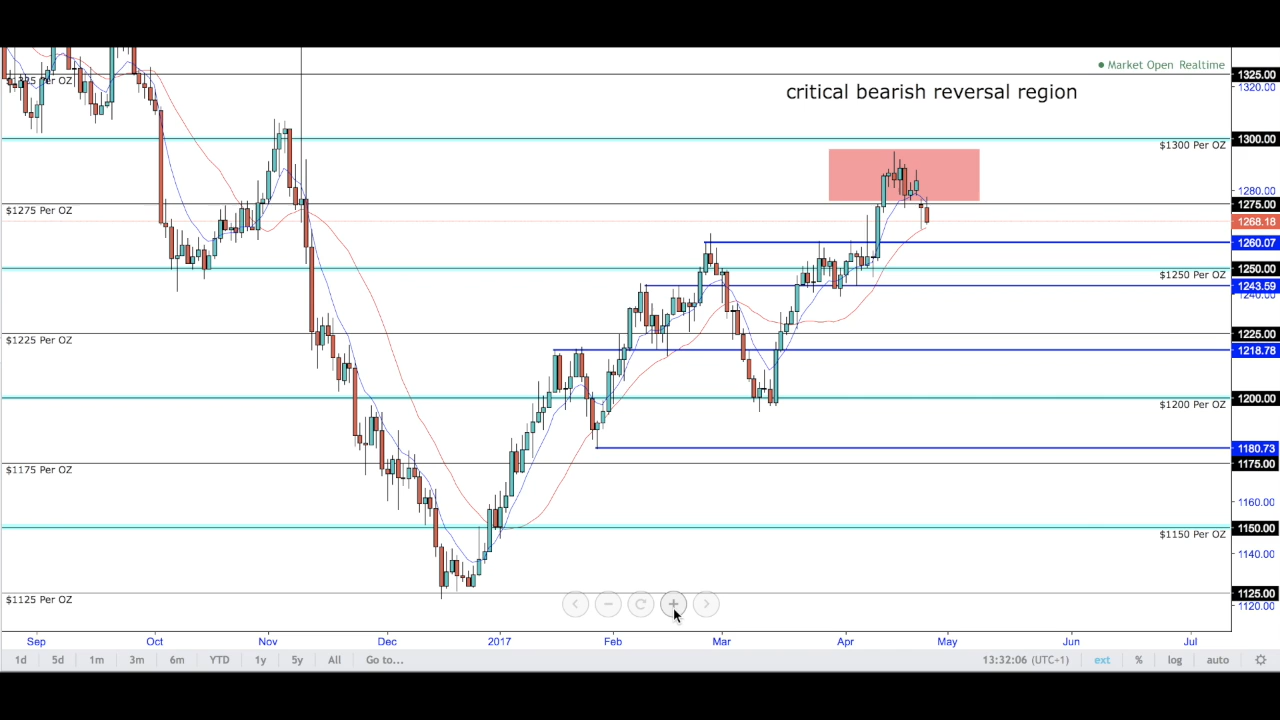 ● Market Open Realtime
$1325 Per OZ
1325.00
1320.00
critical bearish reversal region
1300.00
$1300 Per OZ
1280.00
1275.00
$1275 Per OZ
1268.18
1260.07
1250.00
$1250 Per OZ
1243.59
1240.00
1225.00
$1225 Per OZ
1218.78
1200.00
$1200 Per OZ
1180.73
1175.00
$1175 Per OZ
1160.00
1150.00
$1150 Per OZ
1140.00
1125.00
$1125 Per OZ
1120.00
Sep Oct Nov Dec 2017 Feb Mar Apr May Jun Jul
1d 5d 1m 3m 6m YTD 1y 5y All Go to... 13:32:06 (UTC+1) ext % log auto